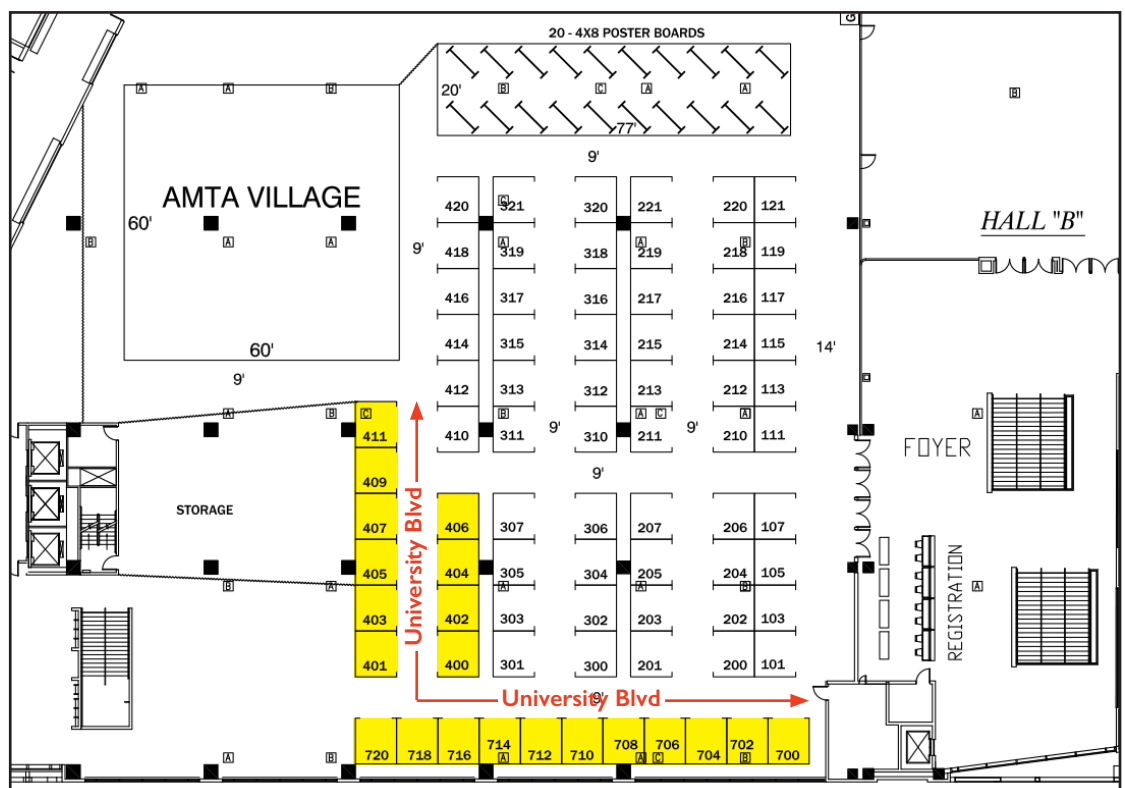 20 - 4X8 POSTER BOARDS
G
A A B
20'
B C A A
B
77'
9'
AMTA VILLAGE
60'
420 C 321 320 221 220 121
HALL "B"
B A A
9'
418 A 319 318 A 219 218 B 119
416 317 316 217 216 117
414 315 314 215 214 115
14'
60'
9'
412 313 312 213 212 113
A B C
B A C A
A
411
410 311 9' 310 211 9' 210 111
FOYER
409
9'
STORAGE
407
University Blvd
406 307 306 207 206 107
405
404 305 304 205 204 105
B A
A A B
A
REGISTRATION
403
402 303 302 203 202 103
401
400 301 300 201 200 101
University Blvd
9'
720 718 716 714 712 710 708 706 704 702 700
A B A A C B